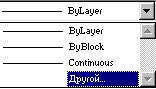 ByLayer
ByLayer
ByBlock
Continuous
Другой...